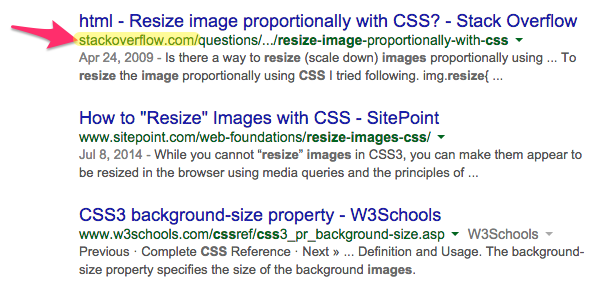 html - Resize image proportionally with CSS? - Stack Overflow
stackoverflow.com/questions/.../resize-image-proportionally-with-css
Apr 24, 2009 - Is there a way to resize (scale down) images proportionally using ... To
resize the image proportionally using CSS I tried following. img.resize{ ...
How to "Resize" Images with CSS - SitePoint
www.sitepoint.com/web-foundations/resize-images-css/
Jul 8, 2014 - While you cannot “resize” images in CSS3, you can make them appear to
be resized in the browser using media queries and the principles of ...
CSS3 background-size property - W3Schools
www.w3schools.com/cssref/css3_pr_background-size.asp W3Schools
Previous · Complete CSS Reference · Next » ... Definition and Usage. The background-
size property specifies the size of the background images.